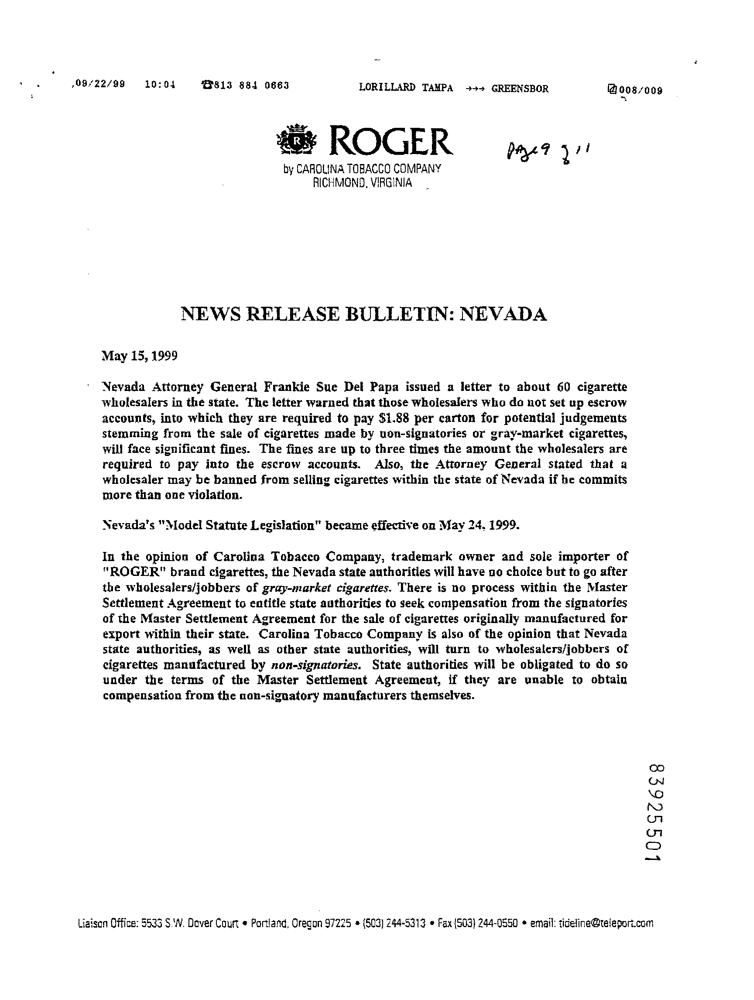 09/22/99 10:04 ☎813 884 0663 LORILLARD TAMPA →→→ GREENSBOR 008/009
ROGER
by CAROLINA TOBACCO COMPANY
RICHMOND, VIRGINIA
NEWS RELEASE BULLETIN: NEVADA
May 15, 1999
Nevada Attorney General Frankie Sue Del Papa issued a letter to about 60 cigarette
wholesalers in the state. The letter warned that those wholesalers who do not set up escrow
accounts, into which they are required to pay $1.88 per carton for potential judgements
stemming from the sale of cigarettes made by non-signatories or gray-market cigarettes,
will face significant fines. The fines are up to three times the amount the wholesalers are
required to pay into the escrow accounts. Also, the Attorney General stated that a
wholesaler may be banned from selling cigarettes within the state of Nevada if he commits
more than one violation.
Nevada's "Model Statute Legislation" became effective on May 24, 1999.
In the opinion of Carolina Tobacco Company, trademark owner and sole importer of
"ROGER" brand cigarettes, the Nevada state authorities will have no choice but to go after
the wholesalers/jobbers of gray-market cigarettes. There is no process within the Master
Settlement Agreement to entitle state authorities to seek compensation from the signatories
of the Master Settlement Agreement for the sale of cigarettes originally manufactured for
export within their state. Carolina Tobacco Company is also of the opinion that Nevada
state authorities, as well as other state authorities, will turn to wholesalers/jobbers of
cigarettes manufactured by non-signatories. State authorities will be obligated to do so
under the terms of the Master Settlement Agreement, if they are unable to obtain
compensation from the non-signatory manufacturers themselves.
83925501
Liaison Office: 5533 S.W. Dover Court • Portland, Oregon 97225 • (503) 244-5313 • Fax (503) 244-0550 • email: tideline@teleport.com